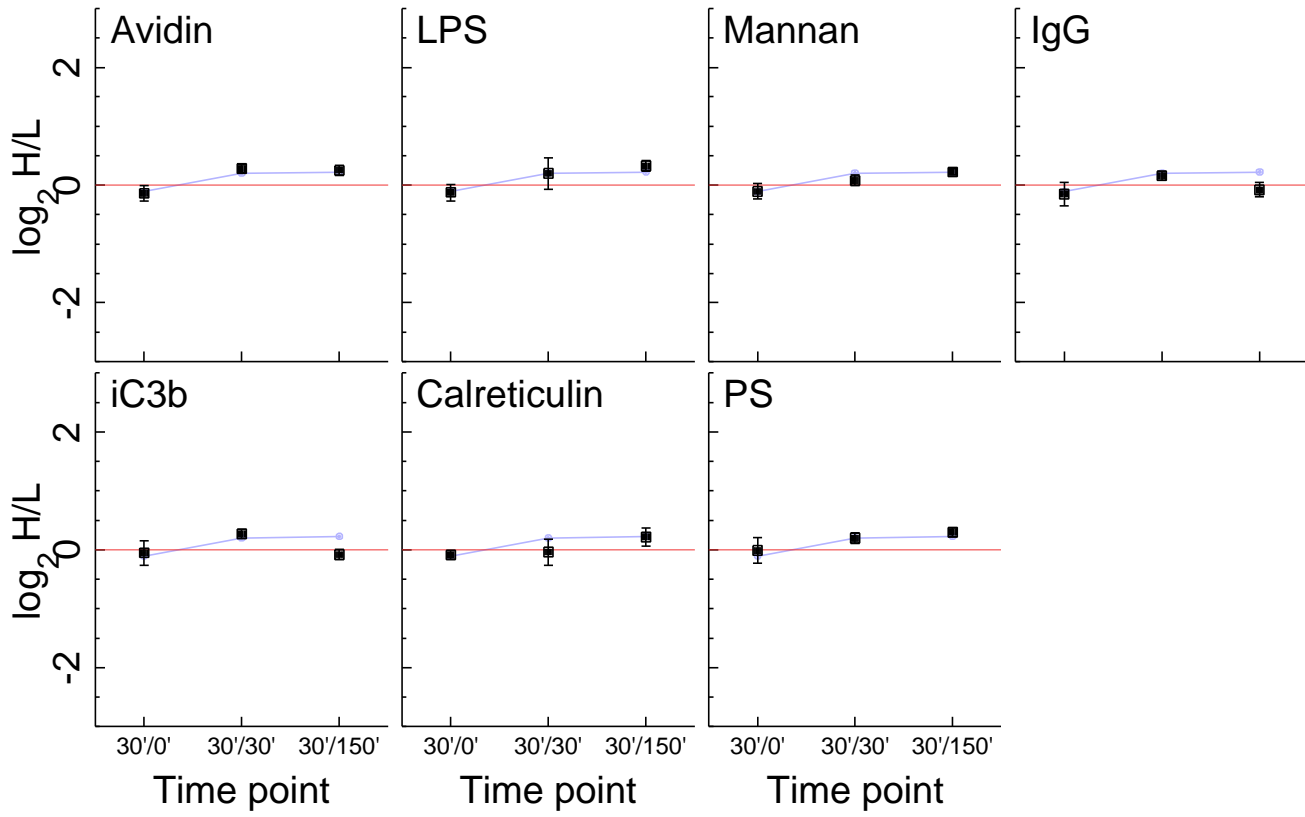 Avidin LPS Mannan IgG
2
0
-2
log2 H/L
iC3b Calreticulin PS
2
0
-2
log2 H/L
30'/0' 30'/30' 30'/150' 30'/0' 30'/30' 30'/150' 30'/0' 30'/30' 30'/150'
Time point Time point Time point